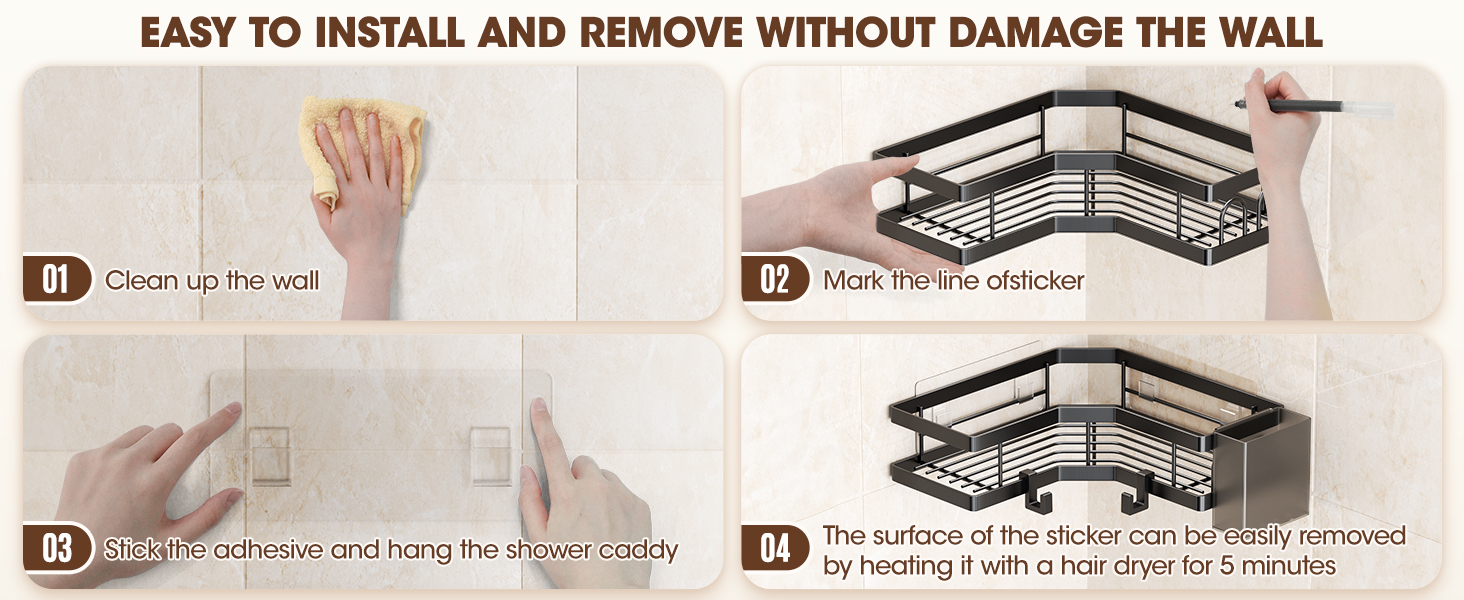 EASY TO INSTALL AND REMOVE WITHOUT DAMAGE THE WALL
01 Clean up the wall
02 Mark the line ofsticker
03 Stick the adhesive and hang the shower caddy
04 The surface of the sticker can be easily removed
by heating it with a hair dryer for 5 minutes